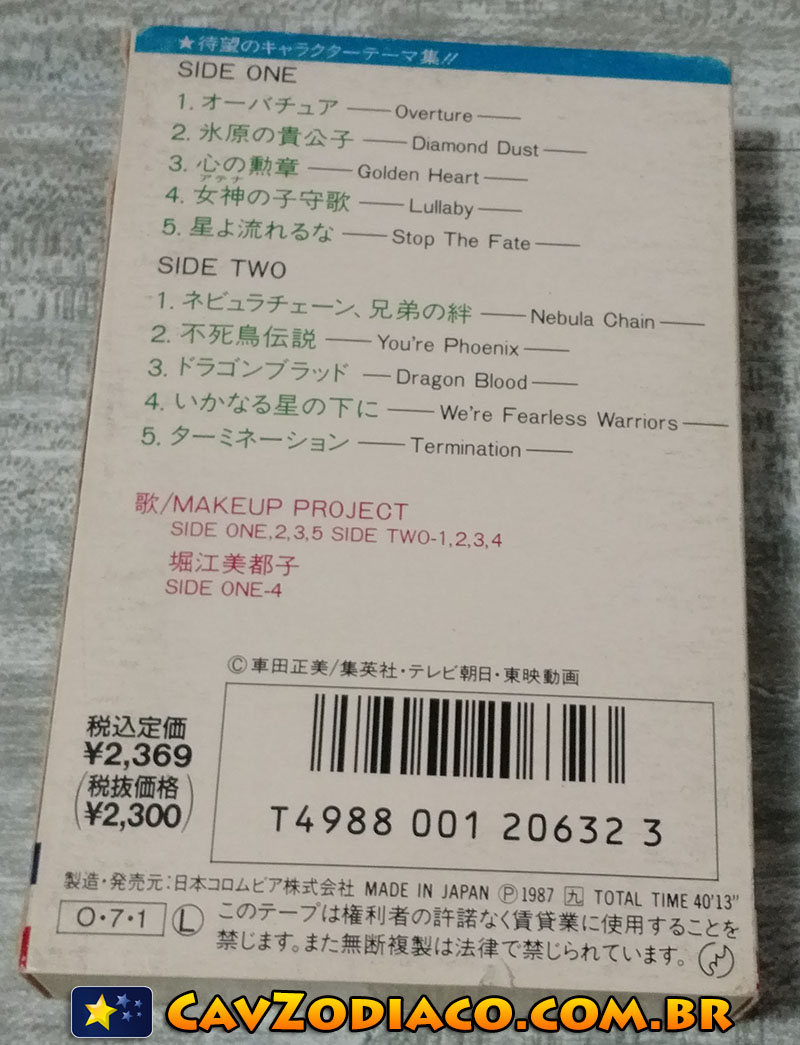 ★待望のキャラクターテーマ集!!
SIDE ONE
1. オーバチュア ——Overture——
2. 氷原の貴公子 ——Diamond Dust——
3. 心の勲章 ——Golden Heart——
アテナ
4. 女神の子守歌 ——Lullaby——
5. 星よ流れるな ——Stop The Fate——
SIDE TWO
1. ネビュラチェーン、兄弟の絆 ——Nebula Chain——
2. 不死鳥伝説 ——You're Phoenix——
3. ドラゴンブラッド ——Dragon Blood——
4. いかなる星の下に ——We're Fearless Warriors——
5. ターミネーション ——Termination——
歌/MAKEUP PROJECT
SIDE ONE,2,3,5 SIDE TWO-1,2,3,4
堀江美都子
SIDE ONE-4
©車田正美/集英社・テレビ朝日・東映動画
税込定価
¥2,369
(税抜価格
¥2,300)
T4988 001 20632 3
製造・発売元:日本コロムビア株式会社 MADE IN JAPAN Ⓟ1987 九 TOTAL TIME 40'13"
O・7・1 Ⓛ このテープは権利者の許諾なく賃貸業に使用することを
禁じます。また無断複製は法律で禁じられています。
CavZodiaco.com.br